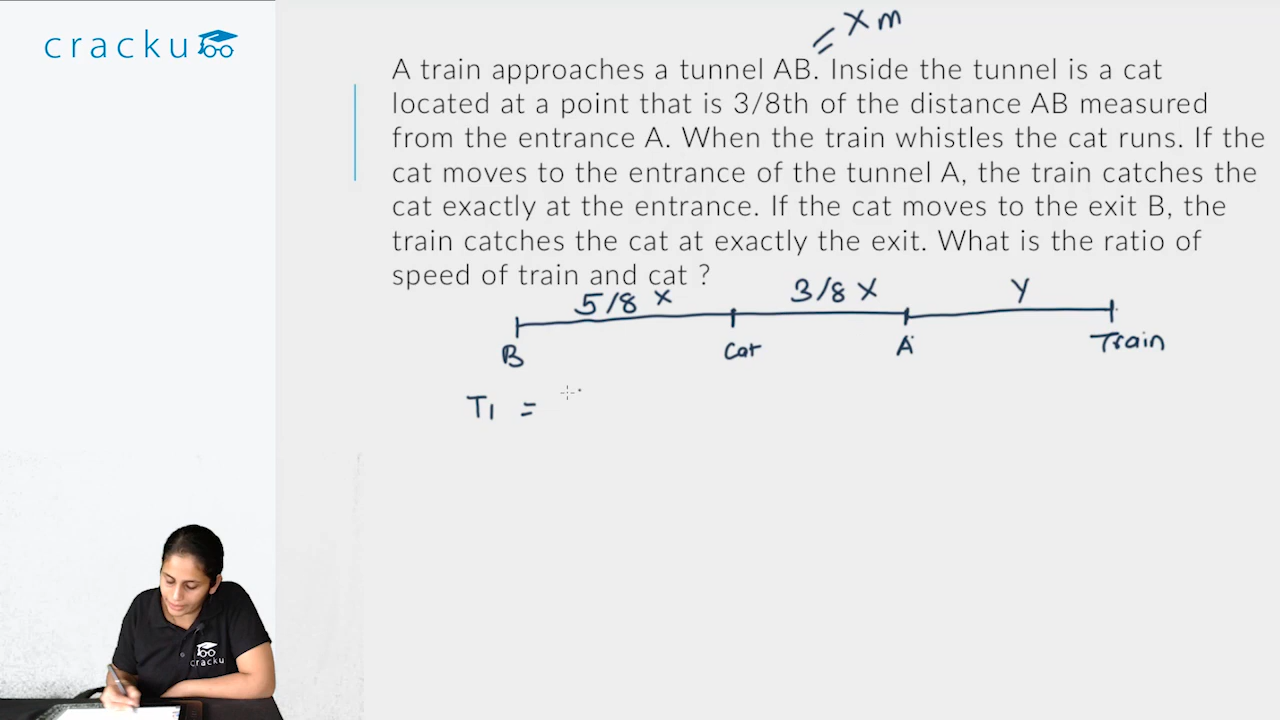 cracku
= X m
A train approaches a tunnel AB. Inside the tunnel is a cat
located at a point that is 3/8th of the distance AB measured
from the entrance A. When the train whistles the cat runs. If the
cat moves to the entrance of the tunnel A, the train catches the
cat exactly at the entrance. If the cat moves to the exit B, the
train catches the cat at exactly the exit. What is the ratio of
speed of train and cat ?
5/8 x 3/8 X Y
B Cat A Train
T1 =
cracku